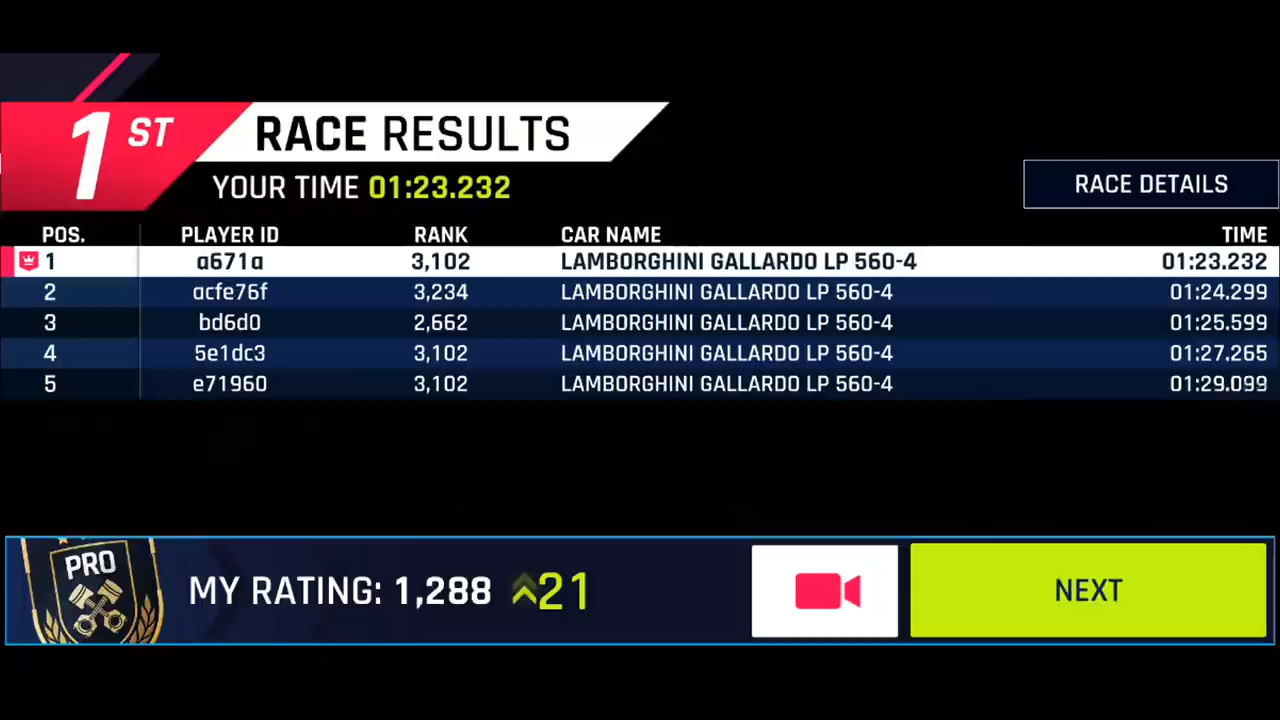 1 ST
RACE RESULTS
YOUR TIME 01:23.232
RACE DETAILS
POS. PLAYER ID RANK CAR NAME TIME
1 a671a 3,102 LAMBORGHINI GALLARDO LP 560-4 01:23.232
2 acfe76f 3,234 LAMBORGHINI GALLARDO LP 560-4 01:24.299
3 bd6d0 2,662 LAMBORGHINI GALLARDO LP 560-4 01:25.599
4 5e1dc3 3,102 LAMBORGHINI GALLARDO LP 560-4 01:27.265
5 e71960 3,102 LAMBORGHINI GALLARDO LP 560-4 01:29.099
PRO
MY RATING: 1,288 21
NEXT